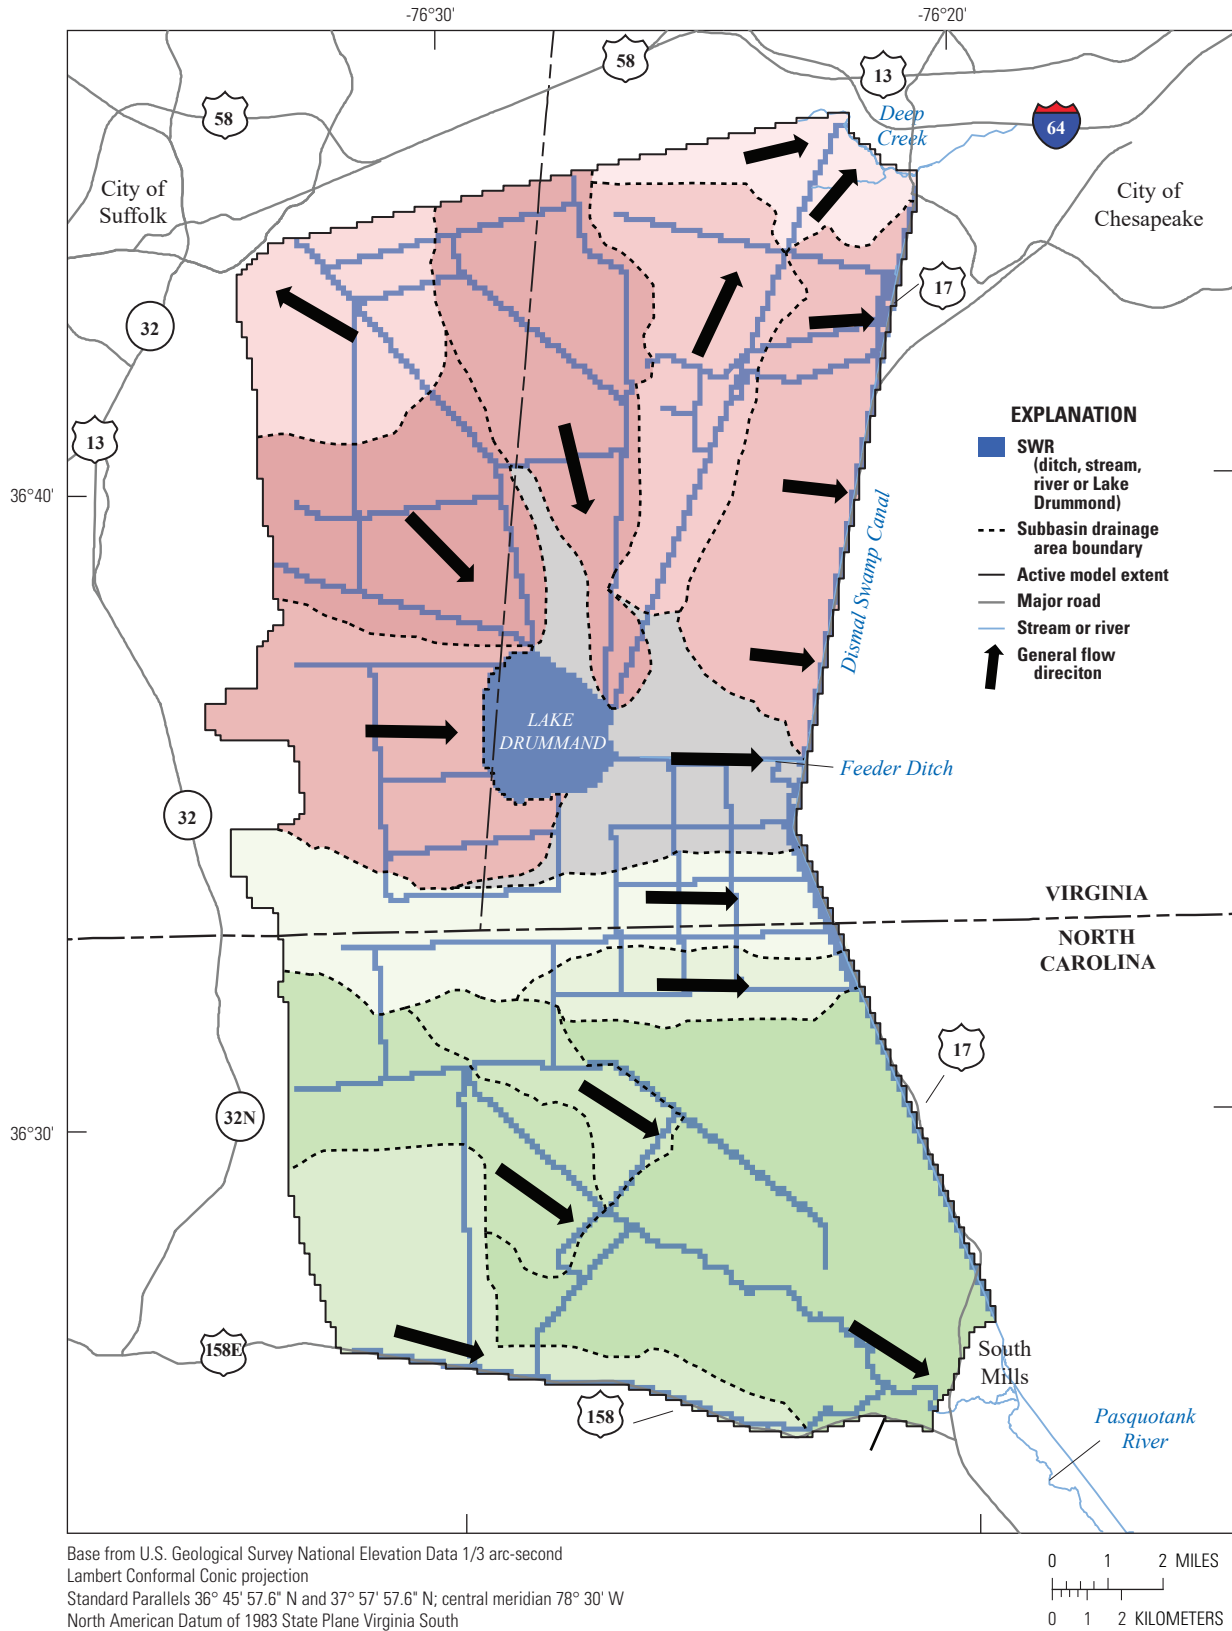 -76°30'
-76°20'
58
13
58
Deep
Creek
64
City of
Suffolk
City of
Chesapeake
17
32
13
EXPLANATION
SWR
(ditch, stream,
river or Lake
Drummond)
Subbasin drainage
area boundary
Active model extent
Major road
Stream or river
General flow
direciton
36°40'
Dismal Swamp Canal
LAKE
DRUMMAND
Feeder Ditch
32
VIRGINIA
NORTH
CAROLINA
17
32N
36°30'
158E
South
Mills
158
Pasquotank
River
Base from U.S. Geological Survey National Elevation Data 1/3 arc-second
Lambert Conformal Conic projection
Standard Parallels 36° 45' 57.6" N and 37° 57' 57.6" N; central meridian 78° 30' W
North American Datum of 1983 State Plane Virginia South
0 1 2 MILES
0 1 2 KILOMETERS